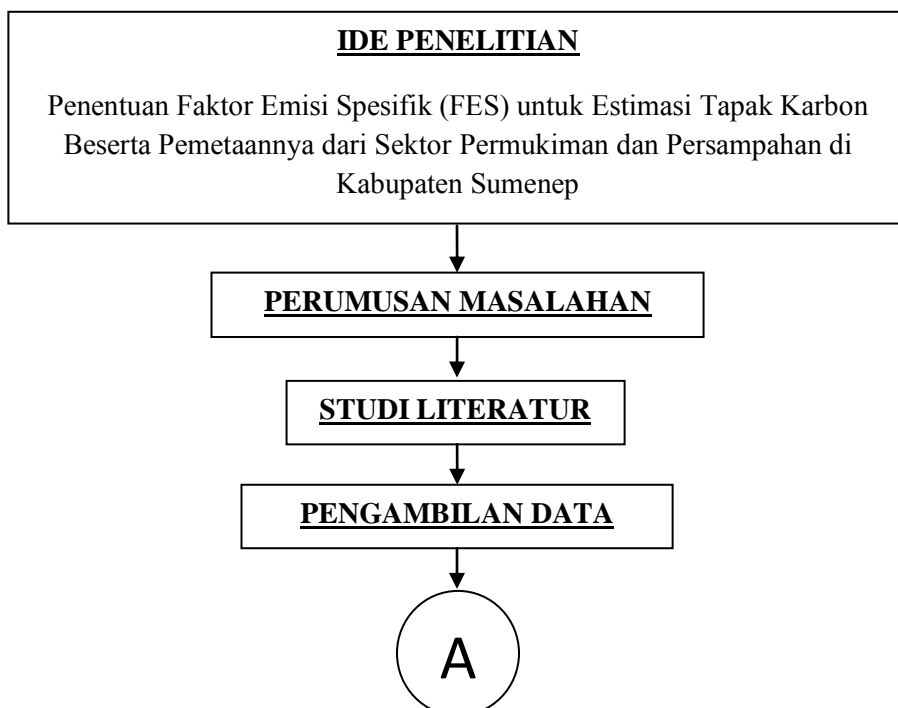 IDE PENELITIAN
Penentuan Faktor Emisi Spesifik (FES) untuk Estimasi Tapak Karbon
Beserta Pemetaannya dari Sektor Permukiman dan Persampahan di
Kabupaten Sumenep
PERUMUSAN MASALAHAN
STUDI LITERATUR
PENGAMBILAN DATA
A